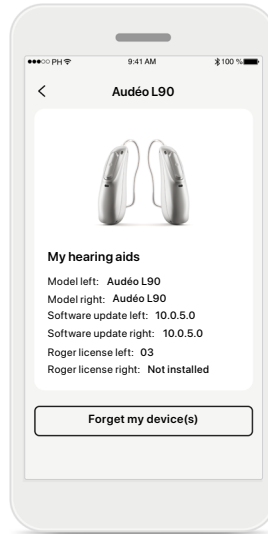 ●●●○○ PH 9:41 AM 100 %
Audéo L90
My hearing aids
Model left: Audéo L90
Model right: Audéo L90
Software update left: 10.0.5.0
Software update right: 10.0.5.0
Roger license left: 03
Roger license right: Not installed
Forget my device(s)